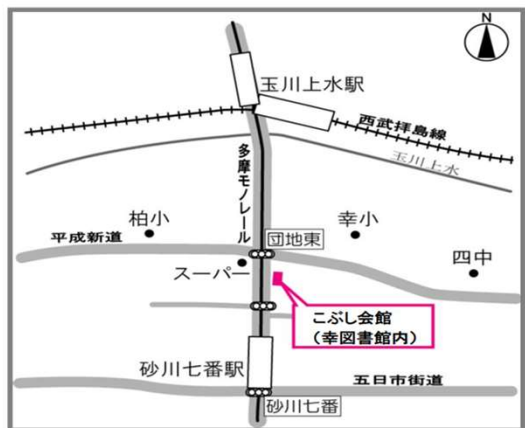 N
玉川上水駅
西武拝島線
玉川上水
多摩モノレール
柏小
幸小
平成新道
団地東
四中
スーパー
こぶし会館
（幸図書館内）
砂川七番駅
五日市街道
砂川七番